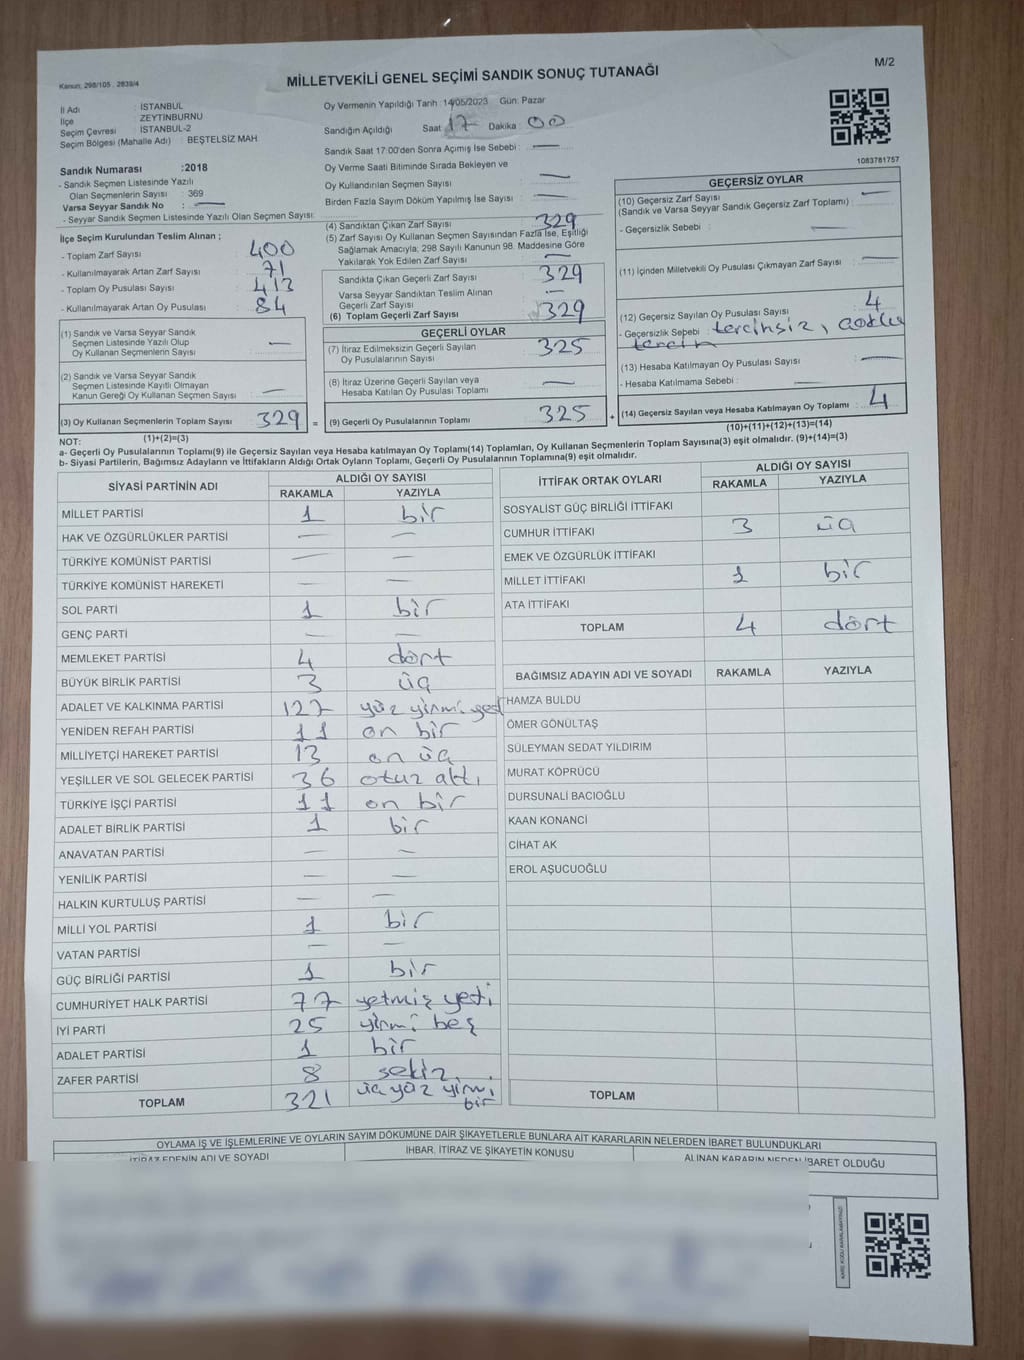 Kanun: 298/105 . 2839/4
MİLLETVEKİLİ GENEL SEÇİMİ SANDIK SONUÇ TUTANAĞI
M/2
İl Adı : İSTANBUL
İlçe ZEYTİNBURNU
Seçim Çevresi : İSTANBUL-2
Seçim Bölgesi (Mahalle Adı) : BEŞTELSİZ MAH
Sandık Numarası :2018
- Sandık Seçmen Listesinde Yazılı
Olan Seçmenlerin Sayısı : 369
Varsa Seyyar Sandık No : —
- Seyyar Sandık Seçmen Listesinde Yazılı Olan Seçmen Sayısı:
Oy Vermenin Yapıldığı Tarih :14/05/2023 Gün: Pazar
Sandığın Açıldığı Saat 17 Dakika 00
Sandık Saat 17:00'den Sonra Açımış İse Sebebi : —
Oy Verme Saati Bitiminde Sırada Bekleyen ve
Oy Kullandırılan Seçmen Sayısı —
Birden Fazla Sayım Döküm Yapılmış İse Sayısı —
1083781757
İlçe Seçim Kurulundan Teslim Alınan ;
- Toplam Zarf Sayısı : 400
- Kullanılmayarak Artan Zarf Sayısı : 71
- Toplam Oy Pusulası Sayısı : 413
- Kullanılmayarak Artan Oy Pusulası : 84
(4) Sandıktan Çıkan Zarf Sayısı 329
(5) Zarf Sayısı Oy Kullanan Seçmen Sayısından Fazla İse, Eşitliği
Sağlamak Amacıyla; 298 Sayılı Kanunun 98. Maddesine Göre
Yakılarak Yok Edilen Zarf Sayısı —
Sandıkta Çıkan Geçerli Zarf Sayısı 329
Varsa Seyyar Sandıktan Teslim Alınan
Geçerli Zarf Sayısı —
(6) Toplam Geçerli Zarf Sayısı 329
GEÇERSİZ OYLAR
(10) Geçersiz Zarf Sayısı —
(Sandık ve Varsa Seyyar Sandık Geçersiz Zarf Toplamı) :
- Geçersizlik Sebebi : —
(11) İçinden Milletvekili Oy Pusulası Çıkmayan Zarf Sayısı —
(12) Geçersiz Sayılan Oy Pusulası Sayısı : 4
- Geçersizlik Sebebi : tercihsiz, çoklu
tercih
(13) Hesaba Katılmayan Oy Pusulası Sayısı : —
- Hesaba Katılmama Sebebi : —
(14) Geçersiz Sayılan veya Hesaba Katılmayan Oy Toplamı : 4
(10)+(11)+(12)+(13)=(14)
(1) Sandık ve Varsa Seyyar Sandık
Seçmen Listesinde Yazılı Olup
Oy Kullanan Seçmenlerin Sayısı : —
(2) Sandık ve Varsa Seyyar Sandık
Seçmen Listesinde Kayıtlı Olmayan
Kanun Gereği Oy Kullanan Seçmen Sayısı : —
(3) Oy Kullanan Seçmenlerin Toplam Sayısı 329 =
(1)+(2)=(3)
GEÇERLİ OYLAR
(7) İtiraz Edilmeksizin Geçerli Sayılan
Oy Pusulalarının Sayısı 325
(8) İtiraz Üzerine Geçerli Sayılan veya
Hesaba Katılan Oy Pusulası Toplamı —
(9) Geçerli Oy Pusulalarının Toplamı 325 +
NOT:
a- Geçerli Oy Pusulalarının Toplamı(9) ile Geçersiz Sayılan veya Hesaba katılmayan Oy Toplamı(14) Toplamları, Oy Kullanan Seçmenlerin Toplam Sayısına(3) eşit olmalıdır. (9)+(14)=(3)
b- Siyasi Partilerin, Bağımsız Adayların ve İttifakların Aldığı Ortak Oyların Toplamı, Geçerli Oy Pusulalarının Toplamına(9) eşit olmalıdır.
SİYASİ PARTİNİN ADI ALDIĞI OY SAYISI
RAKAMLA YAZIYLA
MİLLET PARTİSİ 1 bir
HAK VE ÖZGÜRLÜKLER PARTİSİ — —
TÜRKİYE KOMÜNİST PARTİSİ — —
TÜRKİYE KOMÜNİST HAREKETİ — —
SOL PARTİ 1 bir
GENÇ PARTİ — —
MEMLEKET PARTİSİ 4 dört
BÜYÜK BİRLİK PARTİSİ 3 üç
ADALET VE KALKINMA PARTİSİ 127 yüz yirmi yedi
YENİDEN REFAH PARTİSİ 11 on bir
MİLLİYETÇİ HAREKET PARTİSİ 13 on üç
YEŞİLLER VE SOL GELECEK PARTİSİ 36 otuz altı
TÜRKİYE İŞÇİ PARTİSİ 11 on bir
ADALET BİRLİK PARTİSİ 1 bir
ANAVATAN PARTİSİ — —
YENİLİK PARTİSİ — —
HALKIN KURTULUŞ PARTİSİ — —
MİLLİ YOL PARTİSİ 1 bir
VATAN PARTİSİ — —
GÜÇ BİRLİĞİ PARTİSİ 1 bir
CUMHURİYET HALK PARTİSİ 77 yetmiş yedi
İYİ PARTİ 25 yirmi beş
ADALET PARTİSİ 1 bir
ZAFER PARTİSİ 8 sekiz
TOPLAM 321 üç yüz yirmi
bir
İTTİFAK ORTAK OYLARI ALDIĞI OY SAYISI
RAKAMLA YAZIYLA
SOSYALİST GÜÇ BİRLİĞİ İTTİFAKI
CUMHUR İTTİFAKI 3 üç
EMEK VE ÖZGÜRLÜK İTTİFAKI
MİLLET İTTİFAKI 1 bir
ATA İTTİFAKI
TOPLAM 4 dört
BAĞIMSIZ ADAYIN ADI VE SOYADI RAKAMLA YAZIYLA
HAMZA BULDU
ÖMER GÖNÜLTAŞ
SÜLEYMAN SEDAT YILDIRIM
MURAT KÖPRÜCÜ
DURSUNALİ BACIOĞLU
KAAN KONANCİ
CİHAT AK
EROL AŞUCUOĞLU
TOPLAM
OYLAMA İŞ VE İŞLEMLERİNE VE OYLARIN SAYIM DÖKÜMÜNE DAİR ŞİKAYETLERLE BUNLARA AİT KARARLARIN NELERDEN İBARET BULUNDUKLARI
İTİRAZ EDENİN ADI VE SOYADI İHBAR, İTİRAZ VE ŞİKAYETİN KONUSU ALINAN KARARIN NEDEN İBARET OLDUĞU